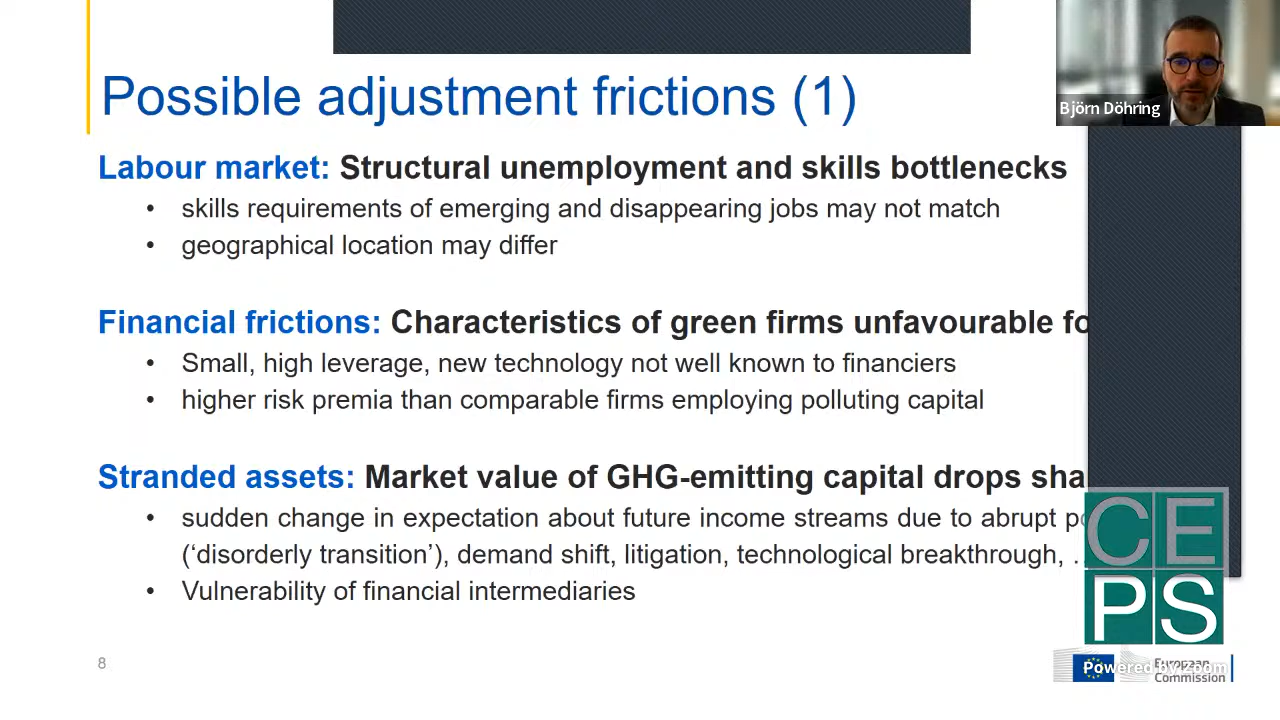 Possible adjustment frictions (1)
Björn Döhring
Labour market: Structural unemployment and skills bottlenecks
• skills requirements of emerging and disappearing jobs may not match
• geographical location may differ
Financial frictions: Characteristics of green firms unfavourable fo
• Small, high leverage, new technology not well known to financiers
• higher risk premia than comparable firms employing polluting capital
Stranded assets: Market value of GHG-emitting capital drops sha
• sudden change in expectation about future income streams due to abrupt po
(‘disorderly transition’), demand shift, litigation, technological breakthrough, ..
• Vulnerability of financial intermediaries
CE
PS
8
Powered by zoom
European
Commission